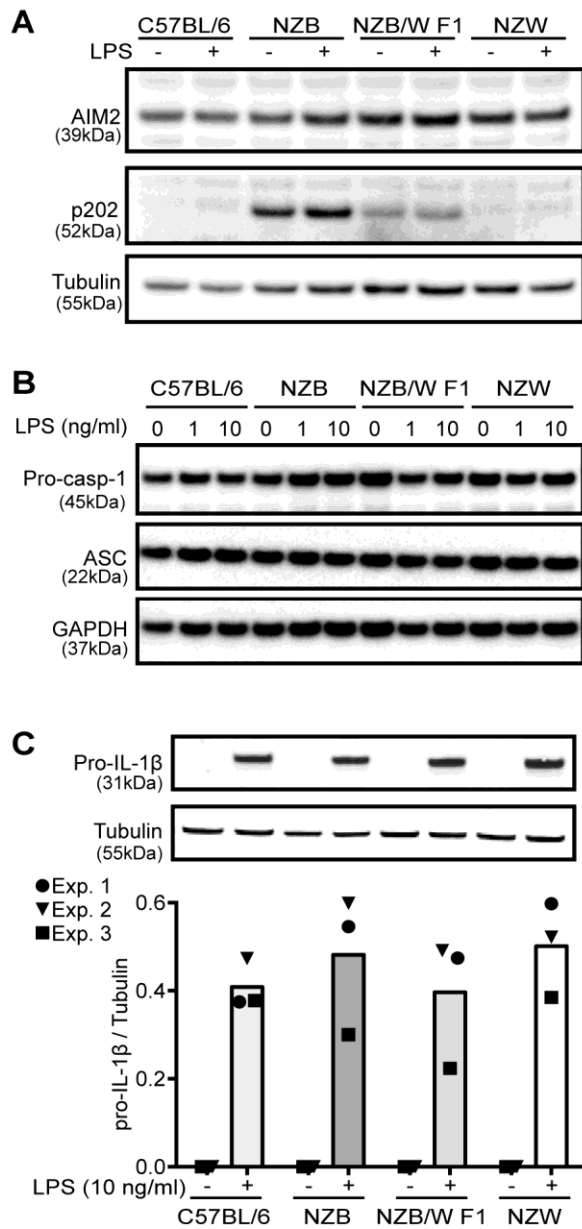 A
C57BL/6 NZB NZB/W F1 NZW
LPS - + - + - + - +
AIM2
(39kDa)
p202
(52kDa)
Tubulin
(55kDa)
B
C57BL/6 NZB NZB/W F1 NZW
LPS (ng/ml) 0 1 10 0 1 10 0 1 10 0 1 10
Pro-casp-1
(45kDa)
ASC
(22kDa)
GAPDH
(37kDa)
C
Pro-IL-1β
(31kDa)
Tubulin
(55kDa)
Exp. 1
Exp. 2
Exp. 3
pro-IL-1β / Tubulin
0.6
0.4
0.2
0.0
LPS (10 ng/ml) - + - + - + - +
C57BL/6 NZB NZB/W F1 NZW